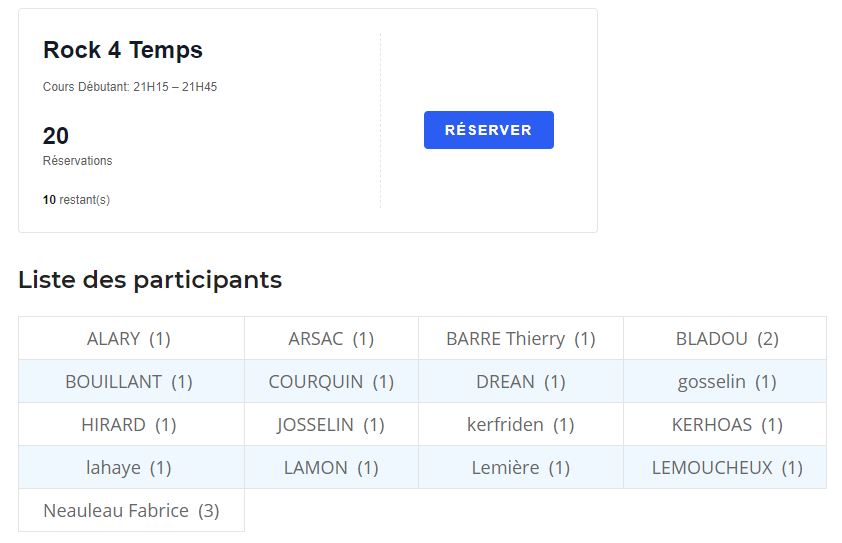 Rock 4 Temps
Cours Débutant: 21H15 – 21H45
20
Réservations
10 restant(s)
RÉSERVER
Liste des participants
ALARY (1) ARSAC (1) BARRE Thierry (1) BLADOU (2)
BOUILLANT (1) COURQUIN (1) DREAN (1) gosselin (1)
HIRARD (1) JOSSELIN (1) kerfriden (1) KERHOAS (1)
lahaye (1) LAMON (1) Lemière (1) LEMOUCHEUX (1)
Neauleau Fabrice (3)